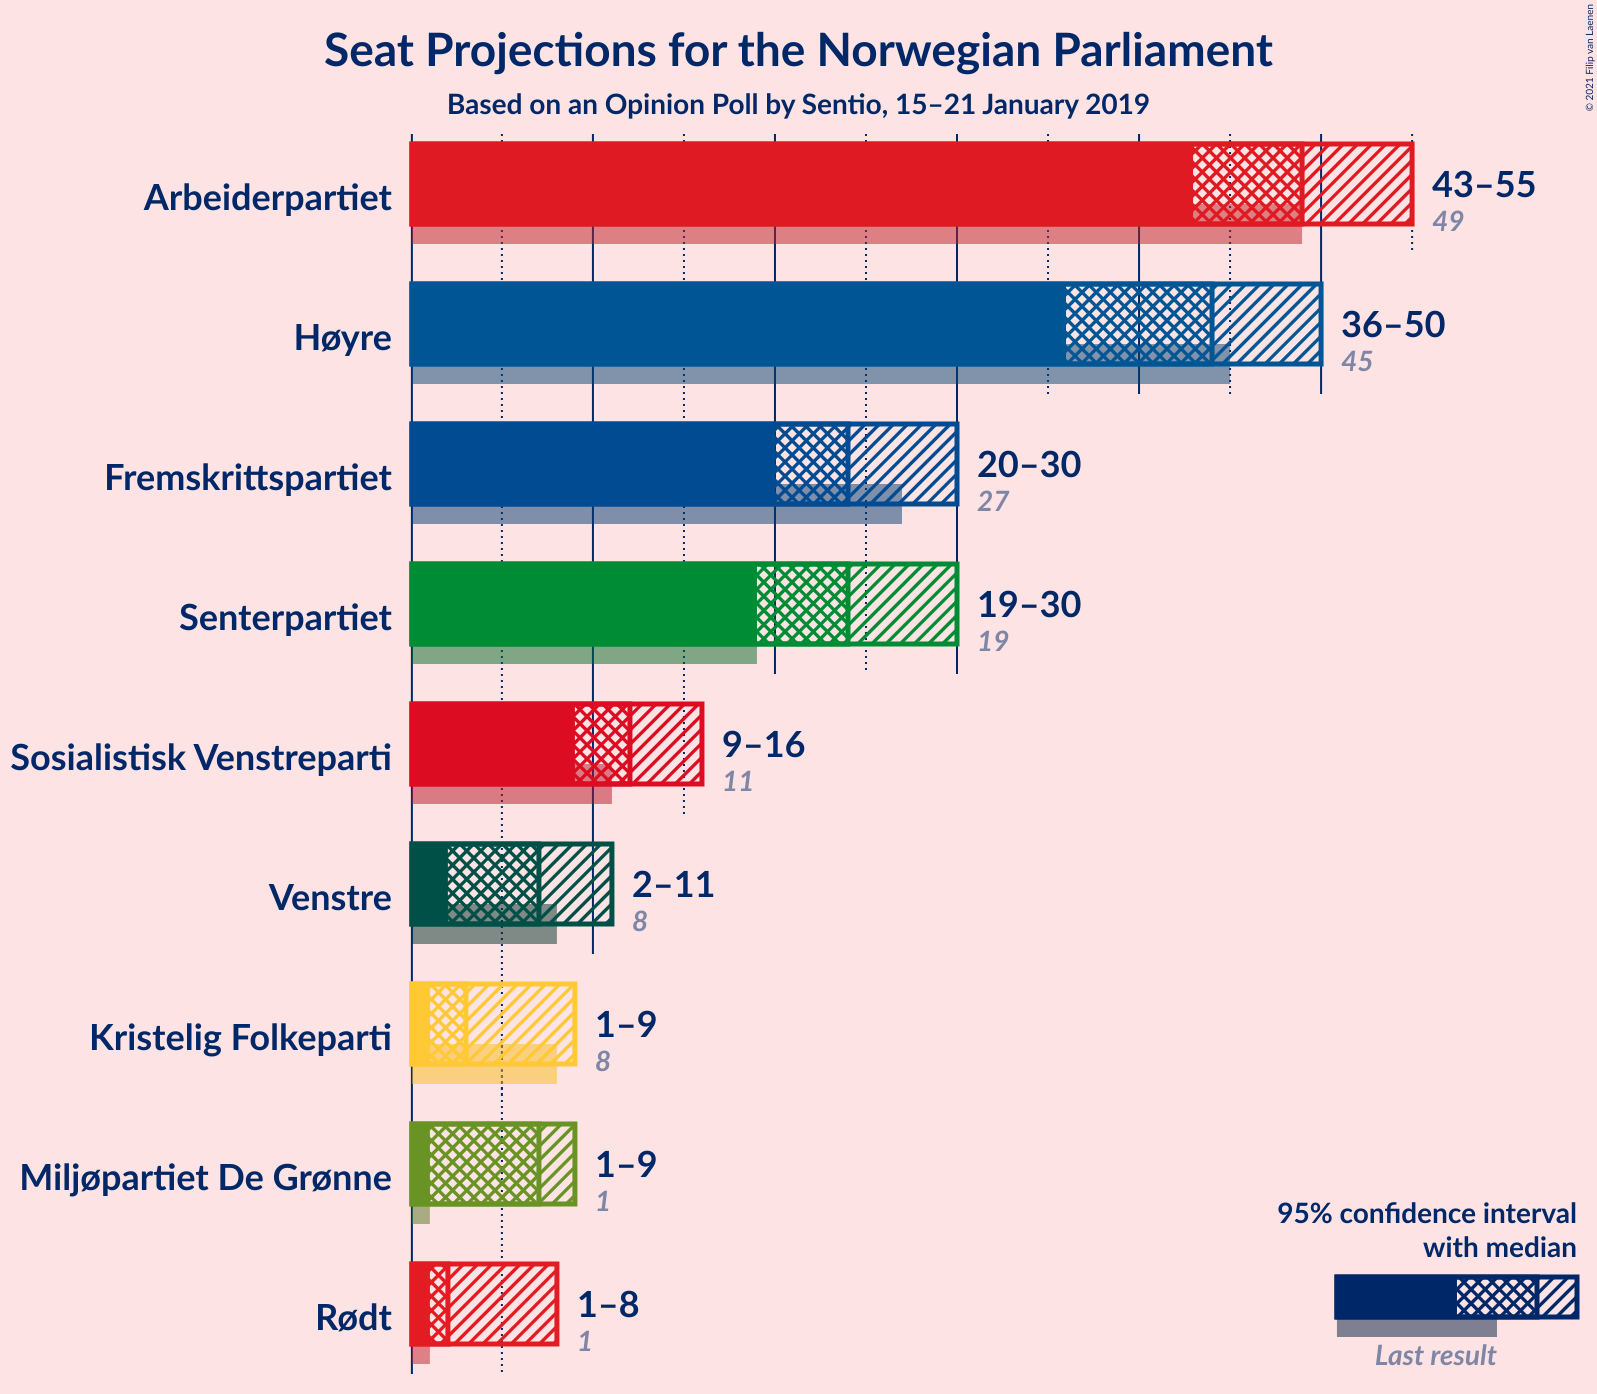 Seat Projections for the Norwegian Parliament
Based on an Opinion Poll by Sentio, 15–21 January 2019
© 2021 Filip van Laenen
Arbeiderpartiet
43–55
49
Høyre
36–50
45
Fremskrittspartiet
20–30
27
Senterpartiet
19–30
19
Sosialistisk Venstreparti
9–16
11
Venstre
2–11
8
Kristelig Folkeparti
1–9
8
Miljøpartiet De Grønne
1–9
1
Rødt
1–8
1
95% confidence interval
with median
Last result